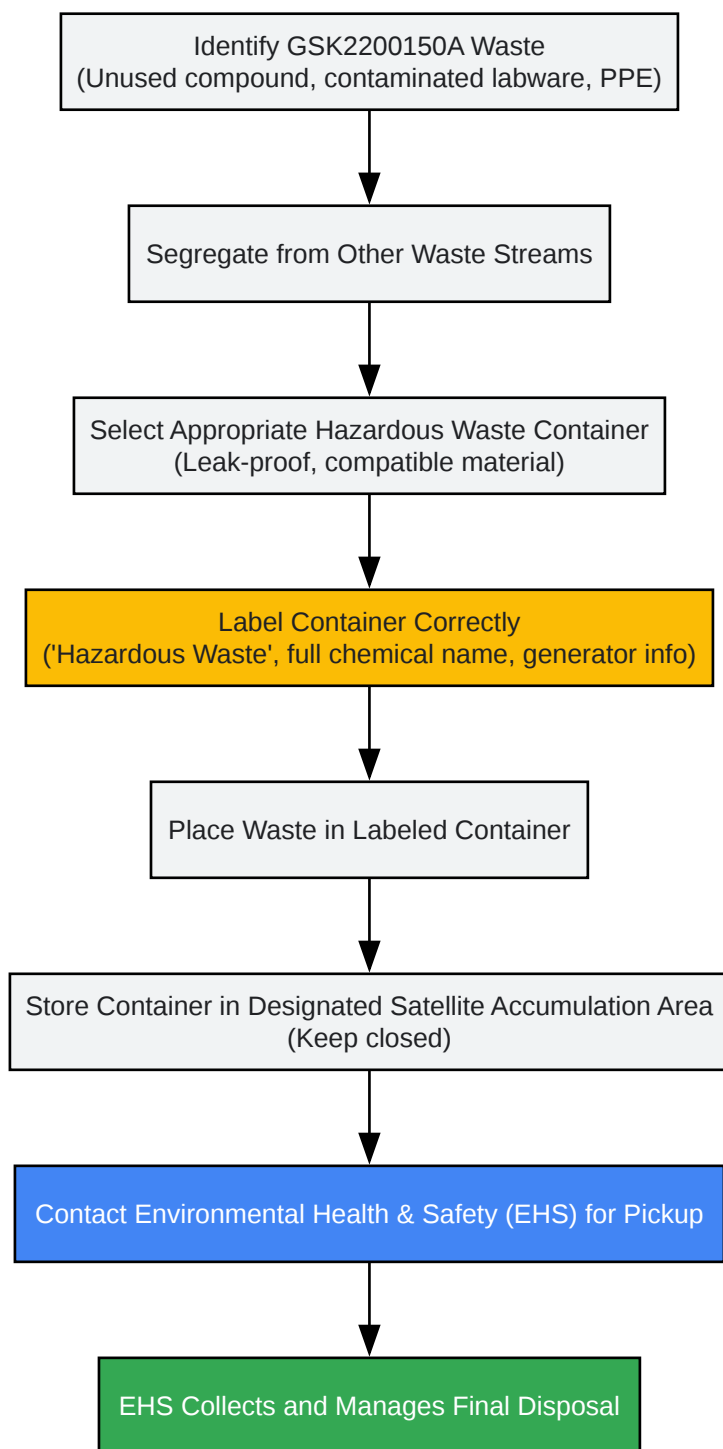 Identify GSK2200150A Waste
(Unused compound, contaminated labware, PPE)
Segregate from Other Waste Streams
Select Appropriate Hazardous Waste Container
(Leak-proof, compatible material)
Label Container Correctly
('Hazardous Waste', full chemical name, generator info)
Place Waste in Labeled Container
Store Container in Designated Satellite Accumulation Area
(Keep closed)
Contact Environmental Health & Safety (EHS) for Pickup
EHS Collects and Manages Final Disposal